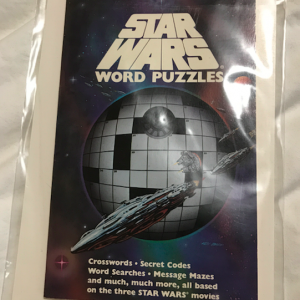 STAR
WARS®
WORD PUZZLES
Crosswords • Secret Codes
Word Searches • Message Mazes
and much, much more, all based
on the three STAR WARS® movies